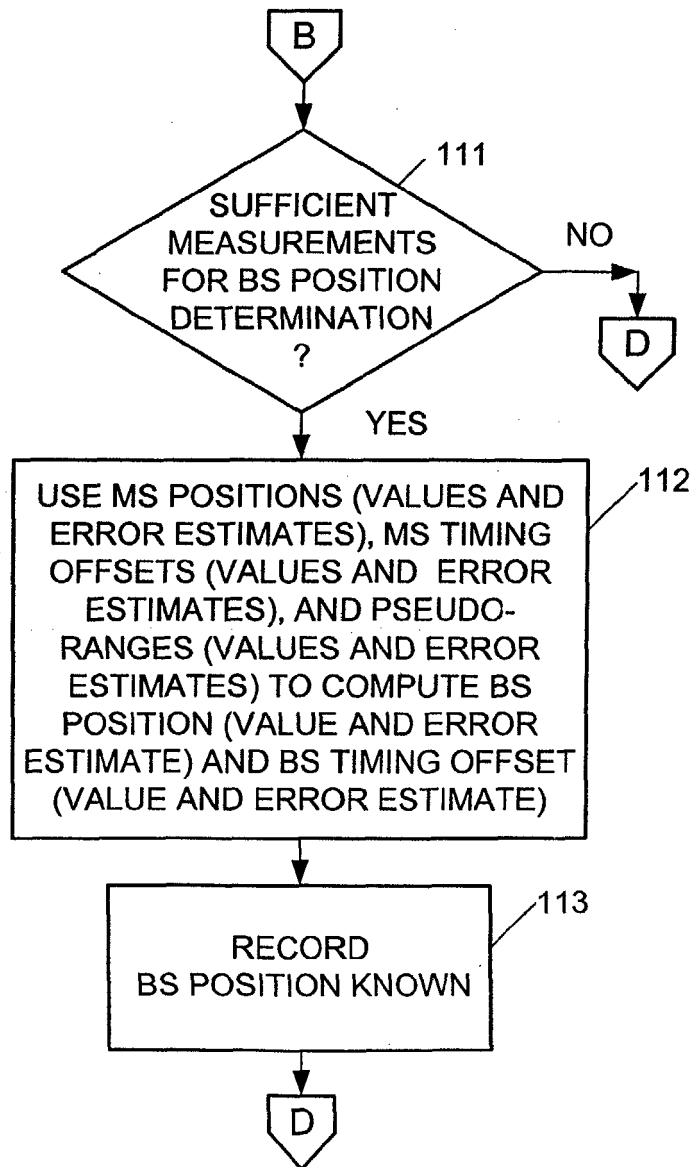 B
111
SUFFICIENT
MEASUREMENTS
FOR BS POSITION
DETERMINATION
?
NO
D
YES
112
USE MS POSITIONS (VALUES AND
ERROR ESTIMATES), MS TIMING
OFFSETS (VALUES AND ERROR
ESTIMATES), AND PSEUDO-
RANGES (VALUES AND ERROR
ESTIMATES) TO COMPUTE BS
POSITION (VALUE AND ERROR
ESTIMATE) AND BS TIMING OFFSET
(VALUE AND ERROR ESTIMATE)
113
RECORD
BS POSITION KNOWN
D